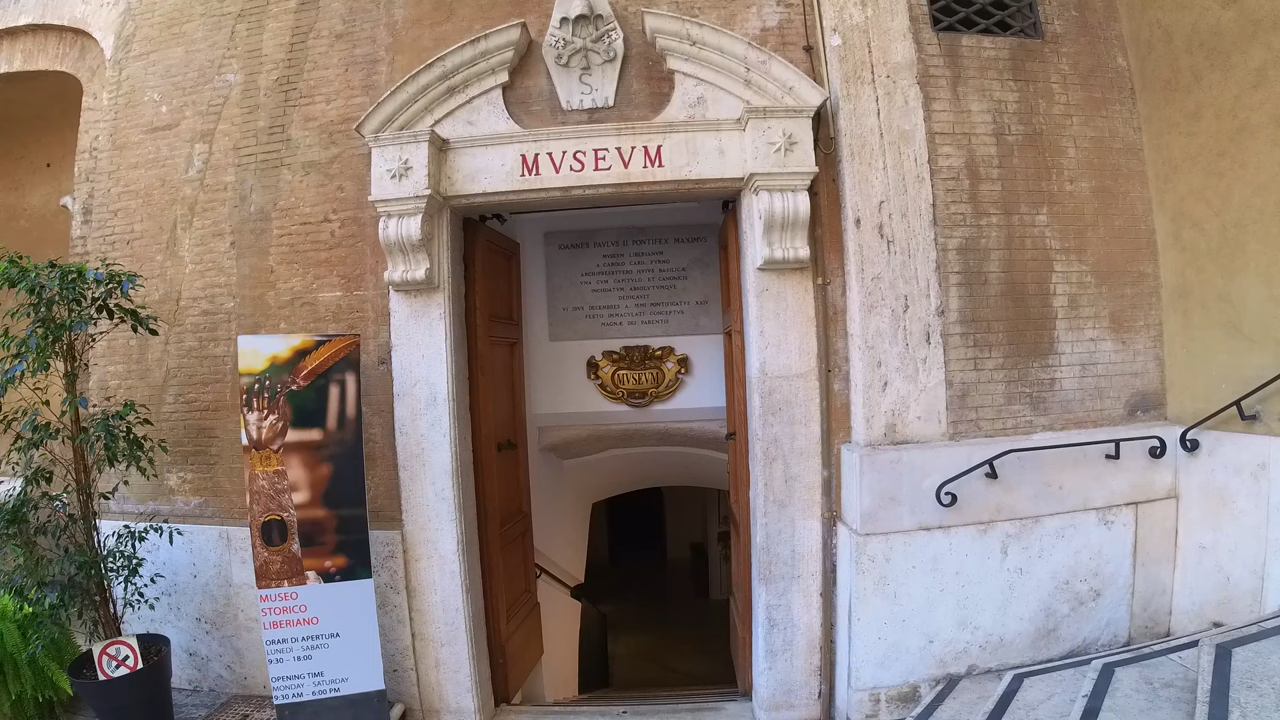 S.
M M
MVSEVM
IOANNES PAVLVS II PONTIFEX MAXIMVS
MVSEVM LIBERIANVM
A CAROLO CARD. FVRNO
ARCHIPRESBYTERO HVIVS BASILICÆ
VNA CVM CAPITVLO ET CANONICIS
INCHOATVM ABSOLVTVMQVE
DEDICAVIT
VI IDVS DECEMBRES A. MMI PONTIFICATVS XXIV
FESTO IMMACVLATI CONCEPTVS
MAGNÆ DEI PARENTIS
MVSEVM
MUSEO
STORICO
LIBERIANO
ORARI DI APERTURA
LUNEDÌ – SABATO
9:30 – 18:00
OPENING TIME
MONDAY – SATURDAY
9:30 AM – 6:00 PM